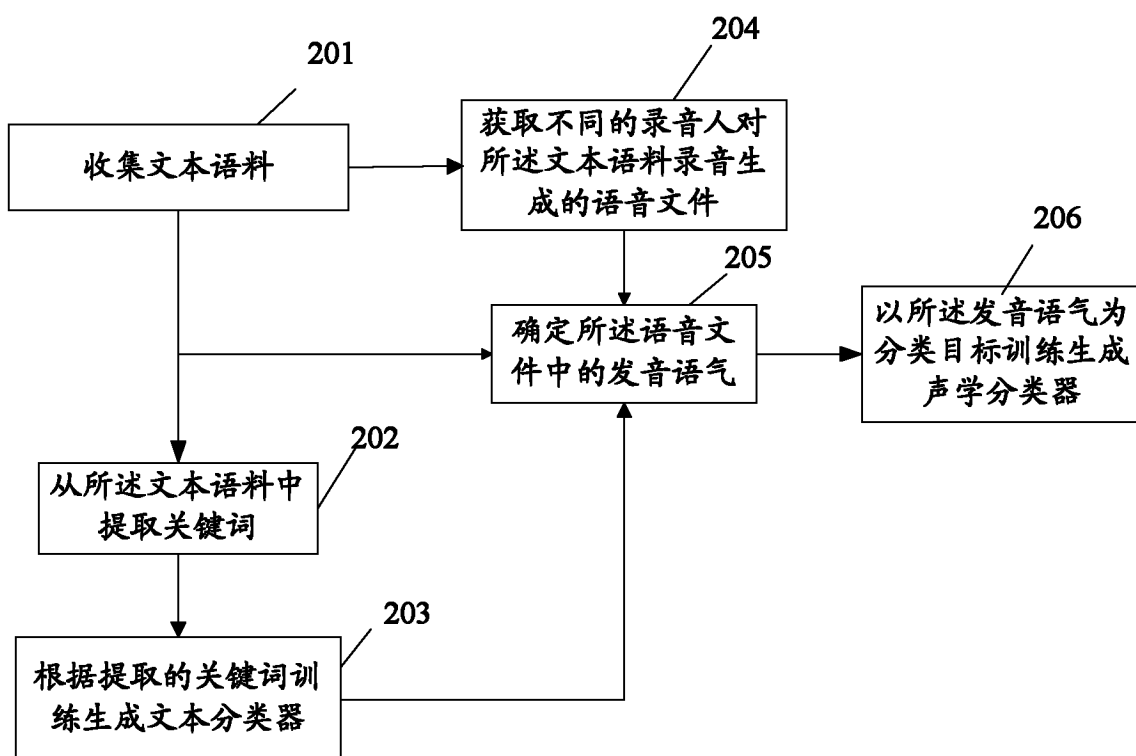 201
收集文本语料
204
获取不同的录音人对
所述文本语料录音生
成的语音文件
205
确定所述语音文
件中的发音语气
206
以所述发音语气为
分类目标训练生成
声学分类器
202
从所述文本语料中
提取关键词
203
根据提取的关键词训
练生成文本分类器